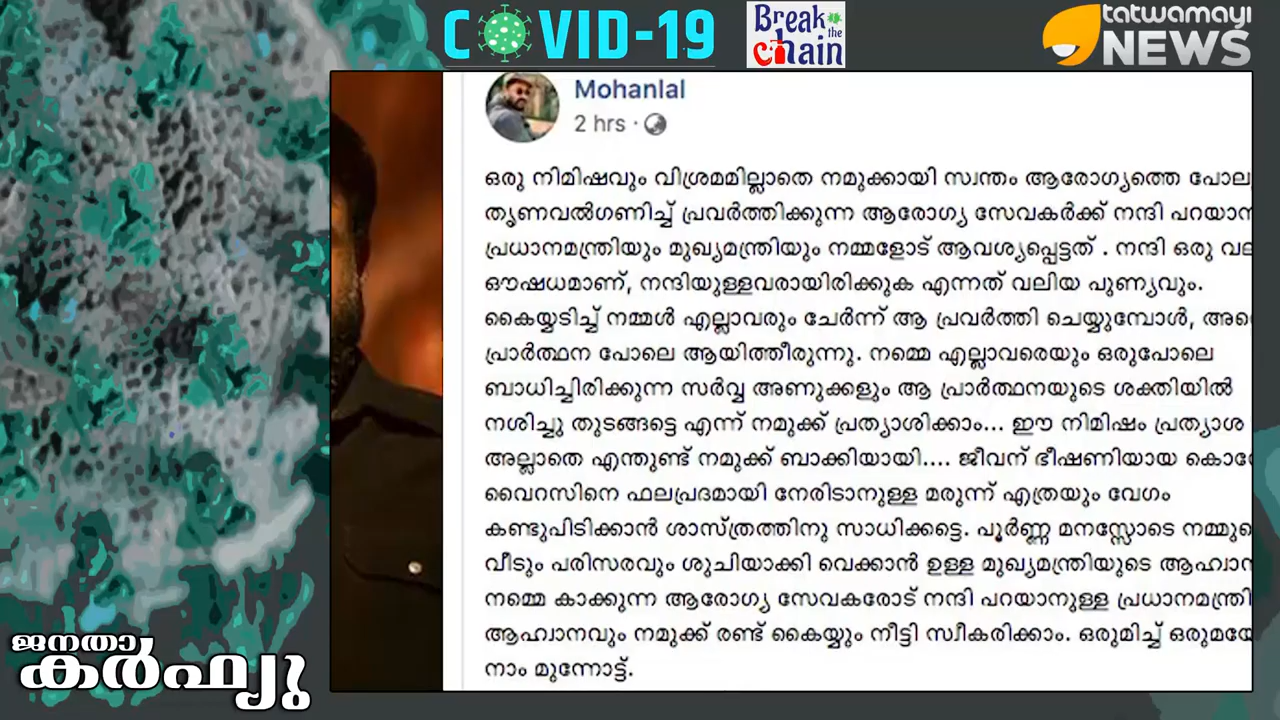 COVID-19
Break the chain
tatwamayi NEWS
Mohanlal
2 hrs ·
ഒരു നിമിഷവും വിശ്രമമില്ലാതെ നമുക്കായി സ്വന്തം ആരോഗ്യത്തെ പോല
തൃണവൽഗണിച്ച് പ്രവർത്തിക്കുന്ന ആരോഗ്യ സേവകർക്ക് നന്ദി
പ്രധാനമന്ത്രിയും മുഖ്യമന്ത്രിയും നമ്മളോട് ആവശ്യപ്പെട്ടത് . നന്ദി ഒരു
ഔഷധമാണ്, നന്ദിയുള്ളവരായിരിക്കുക എന്നത് വലിയ പുണ്യവും.
കൈയ്യടിച്ച് നമ്മൾ എല്ലാവരും ചേർന്ന് ആ പ്രവർത്തി ചെയ്യുമ്പോൾ,
പ്രാർത്ഥന പോലെ ആയിത്തീരുന്നു. നമ്മെ എല്ലാവരെയും ഒരുപോലെ
ബാധിച്ചിരിക്കുന്ന സർവ്വ അണുക്കളും ആ പ്രാർത്ഥനയുടെ ശക്തിയിൽ
നശിച്ചു തുടങ്ങട്ടെ എന്ന് നമുക്ക് പ്രത്യാശിക്കാം... ഈ നിമിഷം പ്രത്യാശ
അല്ലാതെ എന്തുണ്ട് നമുക്ക് ബാക്കിയായി.... ജീവന് ഭീഷണിയായ
വൈറസിനെ ഫലപ്രദമായി നേരിടാനുള്ള മരുന്ന് എത്രയും വേഗം
കണ്ടുപിടിക്കാൻ ശാസ്ത്രത്തിനു സാധിക്കട്ടെ. പൂർണ്ണ മനസ്സോടെ
വീടും പരിസരവും ശുചിയാക്കി വെക്കാൻ ഉള്ള മുഖ്യമന്ത്രിയുടെ
നമ്മെ കാക്കുന്ന ആരോഗ്യ സേവകരോട് നന്ദി പറയാനുള്ള പ്രധാനമന്ത്രി
ആഹ്വാനവും നമുക്ക് രണ്ട് കൈയ്യും നീട്ടി സ്വീകരിക്കാം. ഒരുമിച്ച്
നാം മുന്നോട്ട്.
ജനതാ
കർഫ്യു